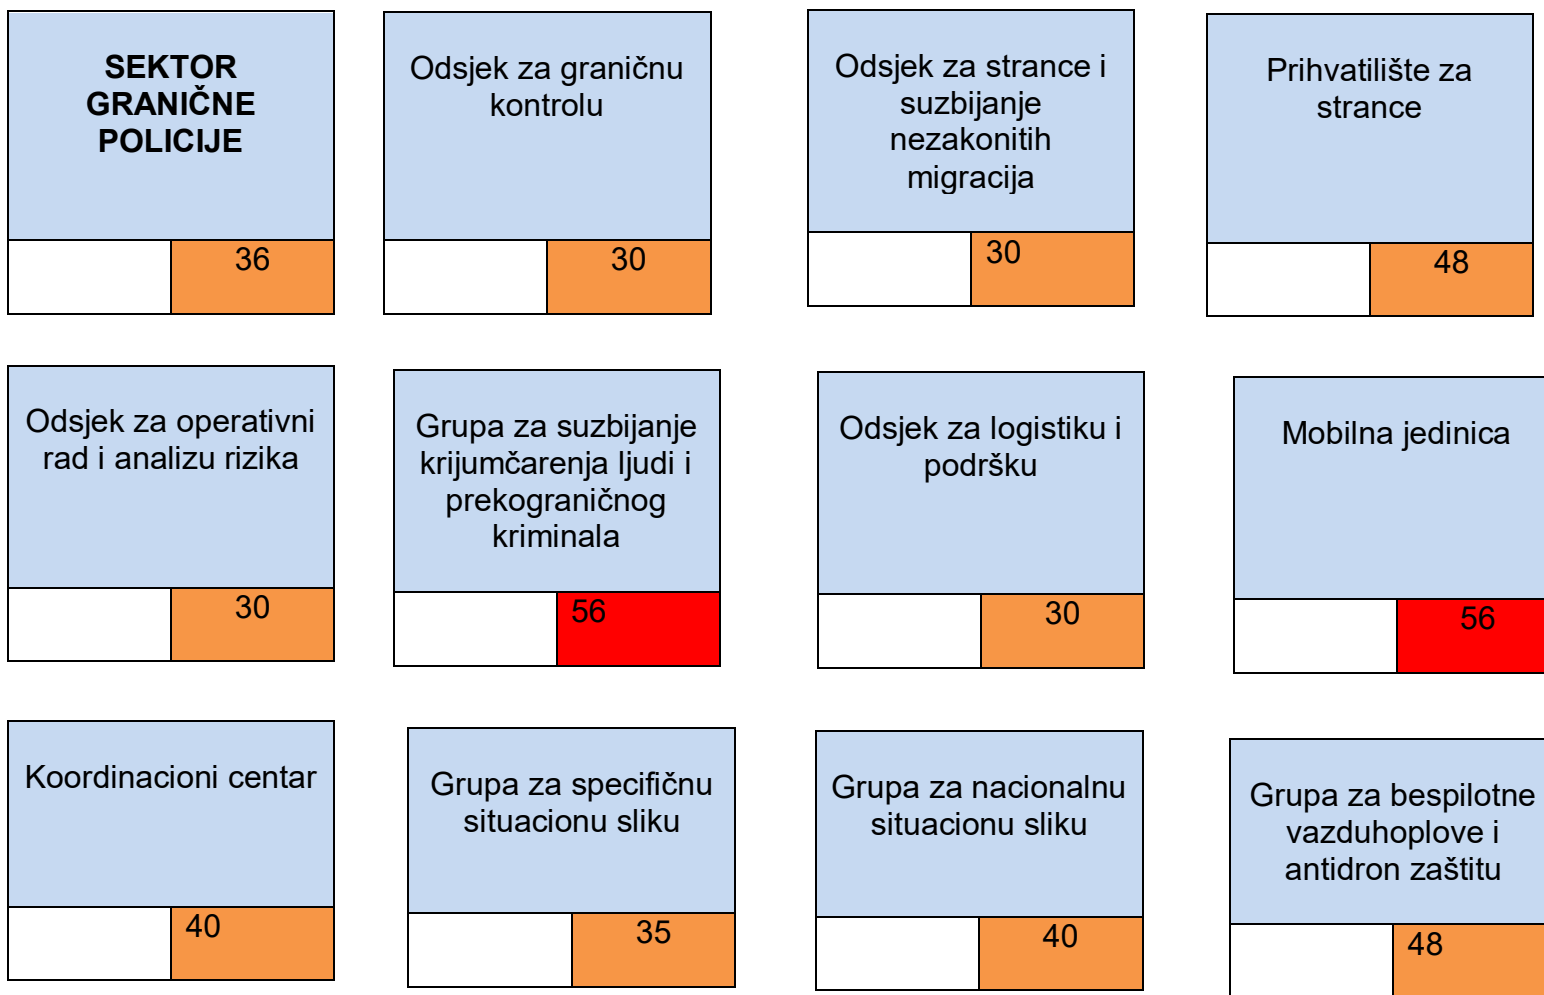 SEKTOR
GRANIČNE
POLICIJE
36
Odsjek za graničnu
kontrolu
30
Odsjek za strance i
suzbijanje
nezakonitih
migracija
30
Prihvatilište za
strance
48
Odsjek za operativni
rad i analizu rizika
30
Grupa za suzbijanje
krijumčarenja ljudi i
prekograničnog
kriminala
56
Odsjek za logistiku i
podršku
30
Mobilna jedinica
56
Koordinacioni centar
40
Grupa za specifičnu
situacionu sliku
35
Grupa za nacionalnu
situacionu sliku
40
Grupa za bespilotne
vazduhoplove i
antidron zaštitu
48